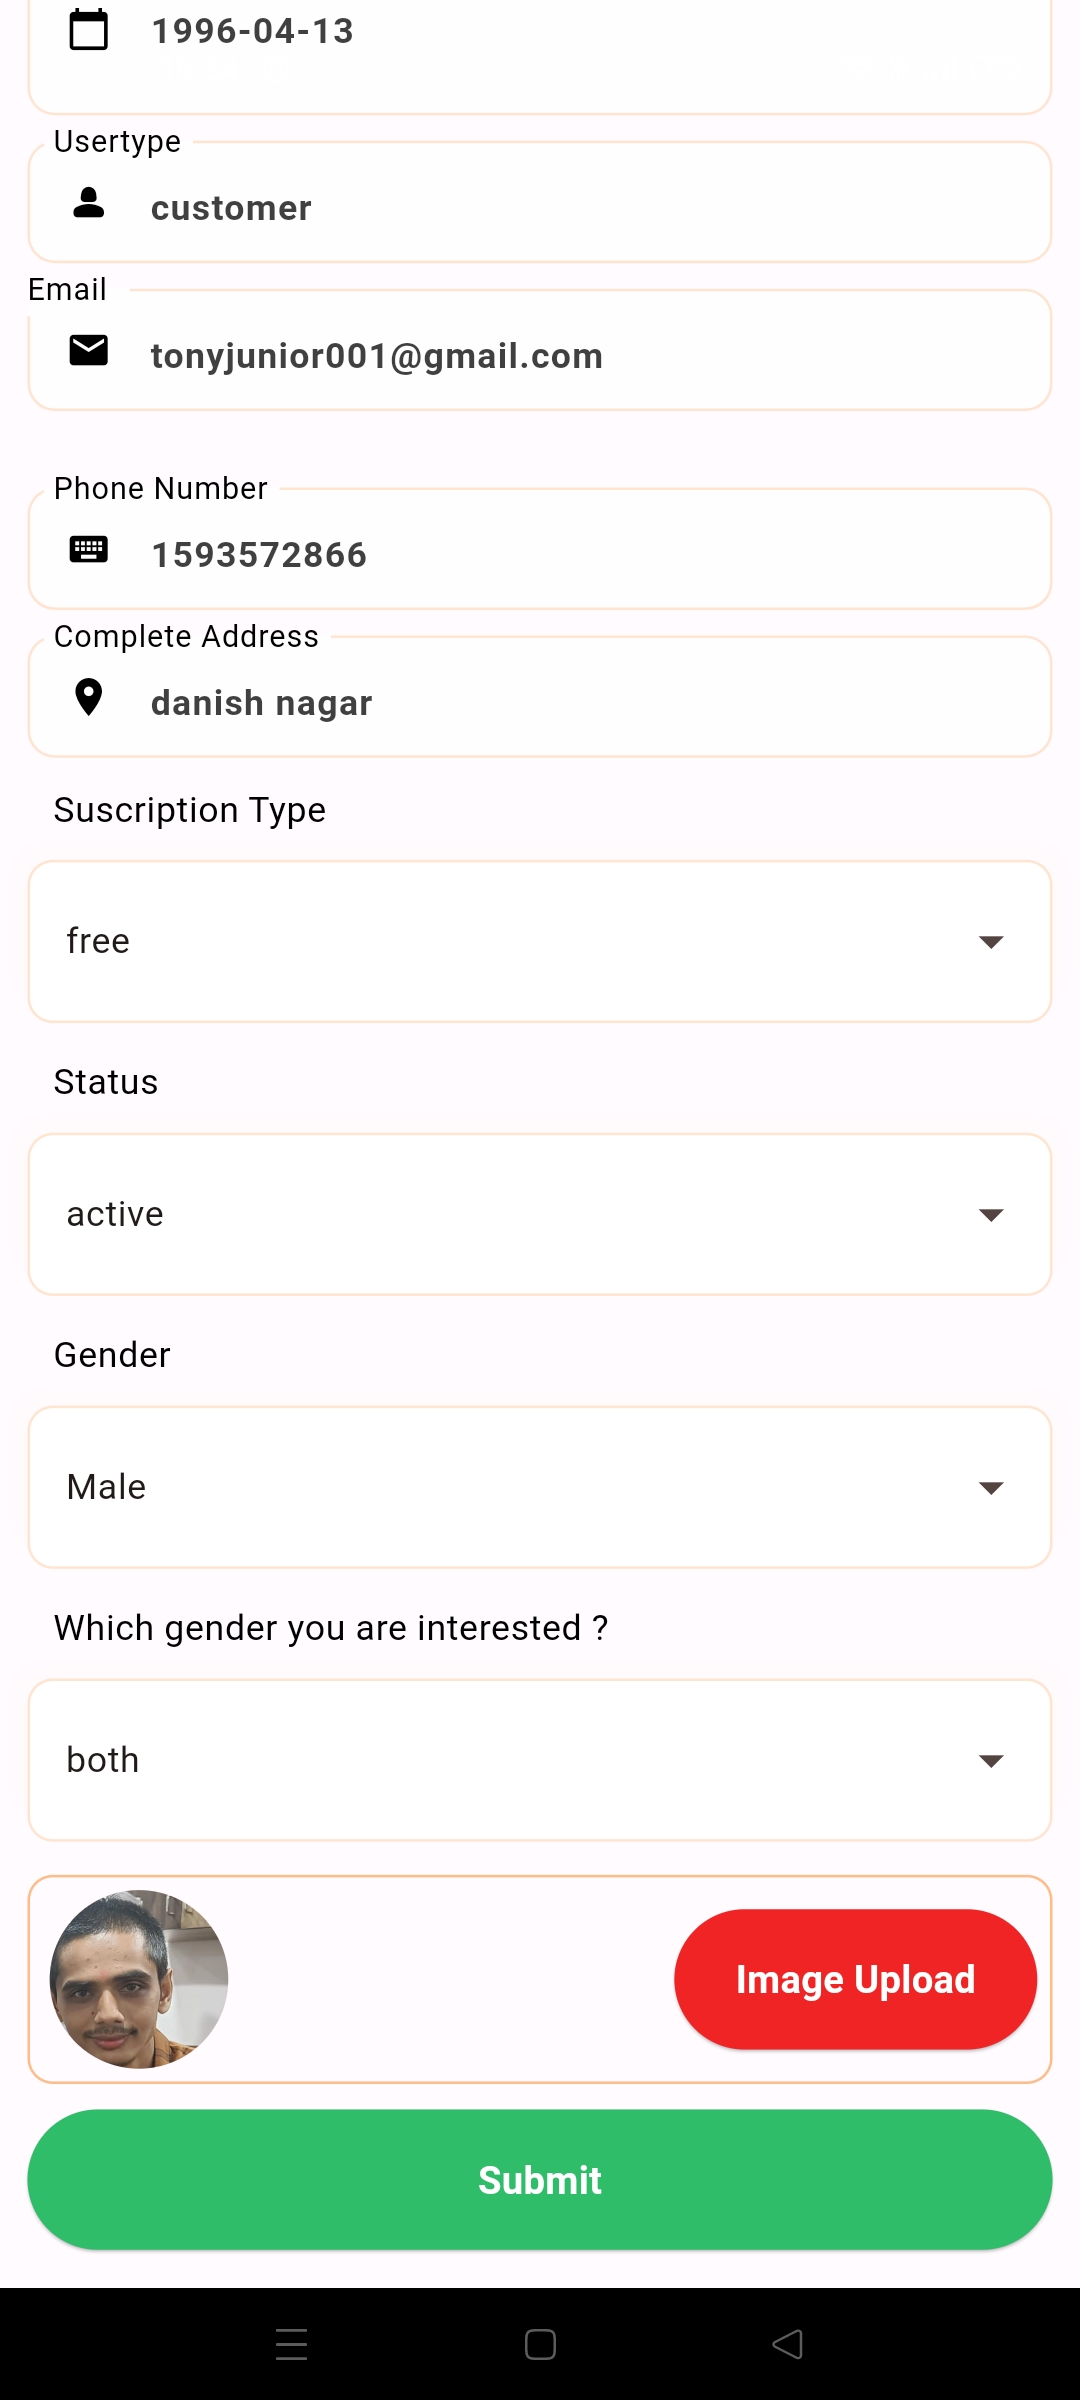 1996-04-13
Usertype
customer
Email
tonyjunior001@gmail.com
Phone Number
1593572866
Complete Address
danish nagar
Suscription Type
free
Status
active
Gender
Male
Which gender you are interested ?
both
Image Upload
Submit